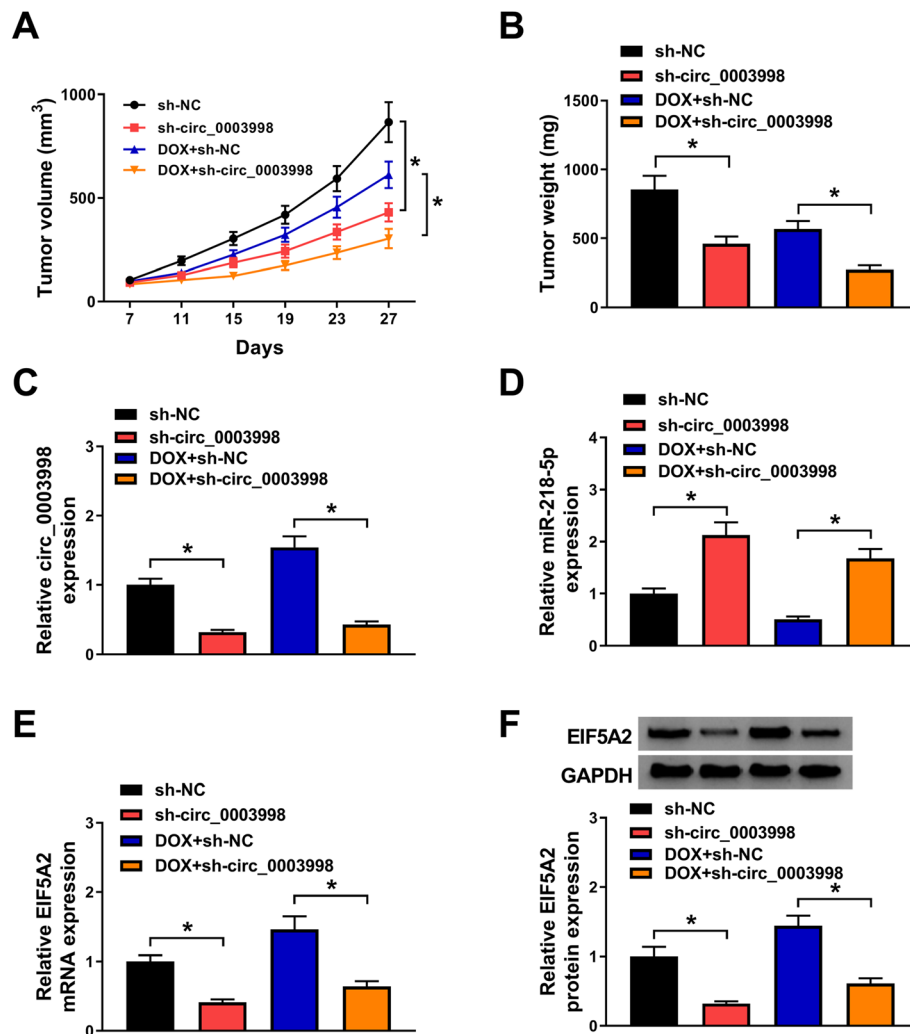 A
Tumor volume (mm³)
1000
500
0
sh-NC
sh-circ_0003998
DOX+sh-NC
DOX+sh-circ_0003998
*
*
7 11 15 19 23 27
Days
B
sh-NC
sh-circ_0003998
DOX+sh-NC
DOX+sh-circ_0003998
Tumor weight (mg)
1500
1000
500
0
*
*
C
sh-NC
sh-circ_0003998
DOX+sh-NC
DOX+sh-circ_0003998
Relative circ_0003998
expression
3
2
1
0
*
*
D
sh-NC
sh-circ_0003998
DOX+sh-NC
DOX+sh-circ_0003998
Relative miR-218-5p
expression
4
3
2
1
0
*
*
E
sh-NC
sh-circ_0003998
DOX+sh-NC
DOX+sh-circ_0003998
Relative EIF5A2
mRNA expression
3
2
1
0
*
*
F
EIF5A2
GAPDH
sh-NC
sh-circ_0003998
DOX+sh-NC
DOX+sh-circ_0003998
Relative EIF5A2
protein expression
3
2
1
0
*
*